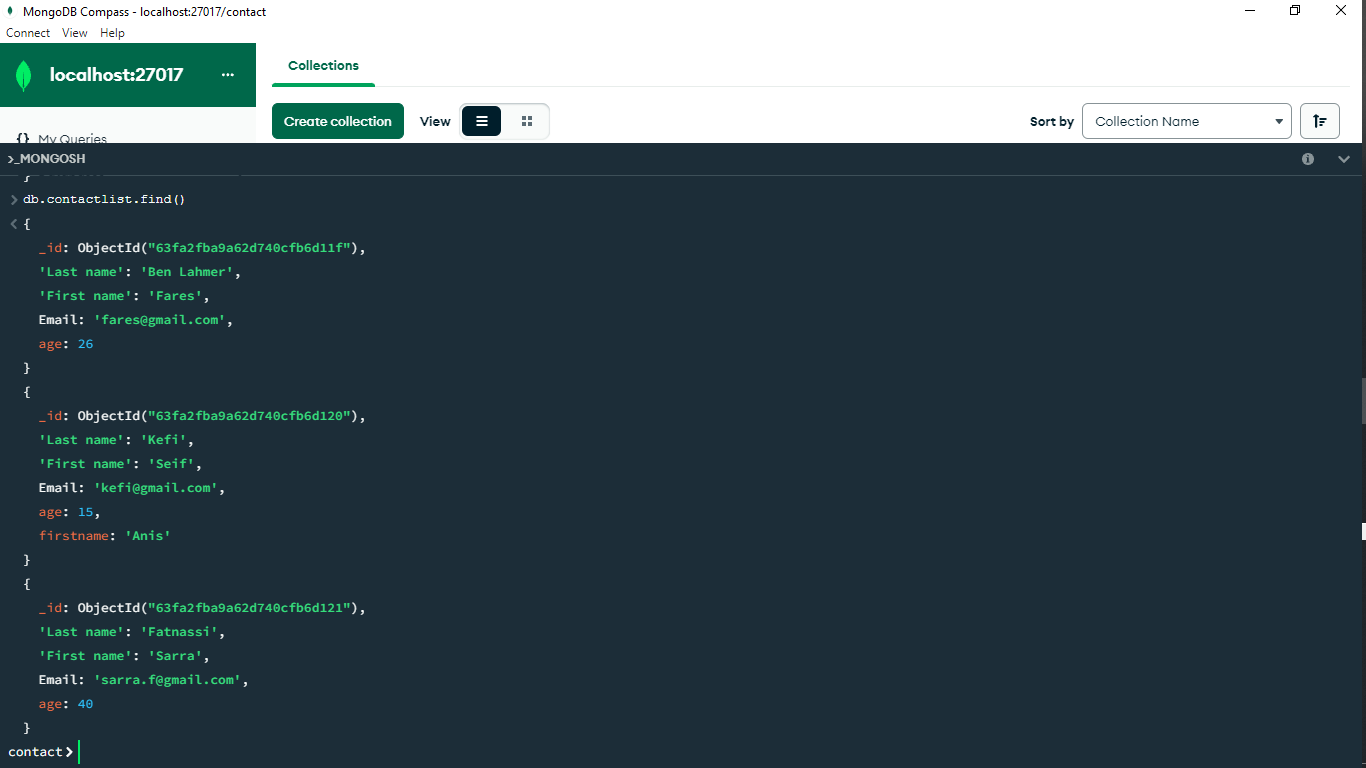 MongoDB Compass - localhost:27017/contact
Connect View Help
localhost:27017 ...
Collections
Create collection View Sort by Collection Name
{} My Queries
>_MONGOSH
}
> db.contactlist.find()
< {
_id: ObjectId("63fa2fba9a62d740cfb6d11f"),
'Last name': 'Ben Lahmer',
'First name': 'Fares',
Email: 'fares@gmail.com',
age: 26
}
{
_id: ObjectId("63fa2fba9a62d740cfb6d120"),
'Last name': 'Kefi',
'First name': 'Seif',
Email: 'kefi@gmail.com',
age: 15,
firstname: 'Anis'
}
{
_id: ObjectId("63fa2fba9a62d740cfb6d121"),
'Last name': 'Fatnassi',
'First name': 'Sarra',
Email: 'sarra.f@gmail.com',
age: 40
}
contact>